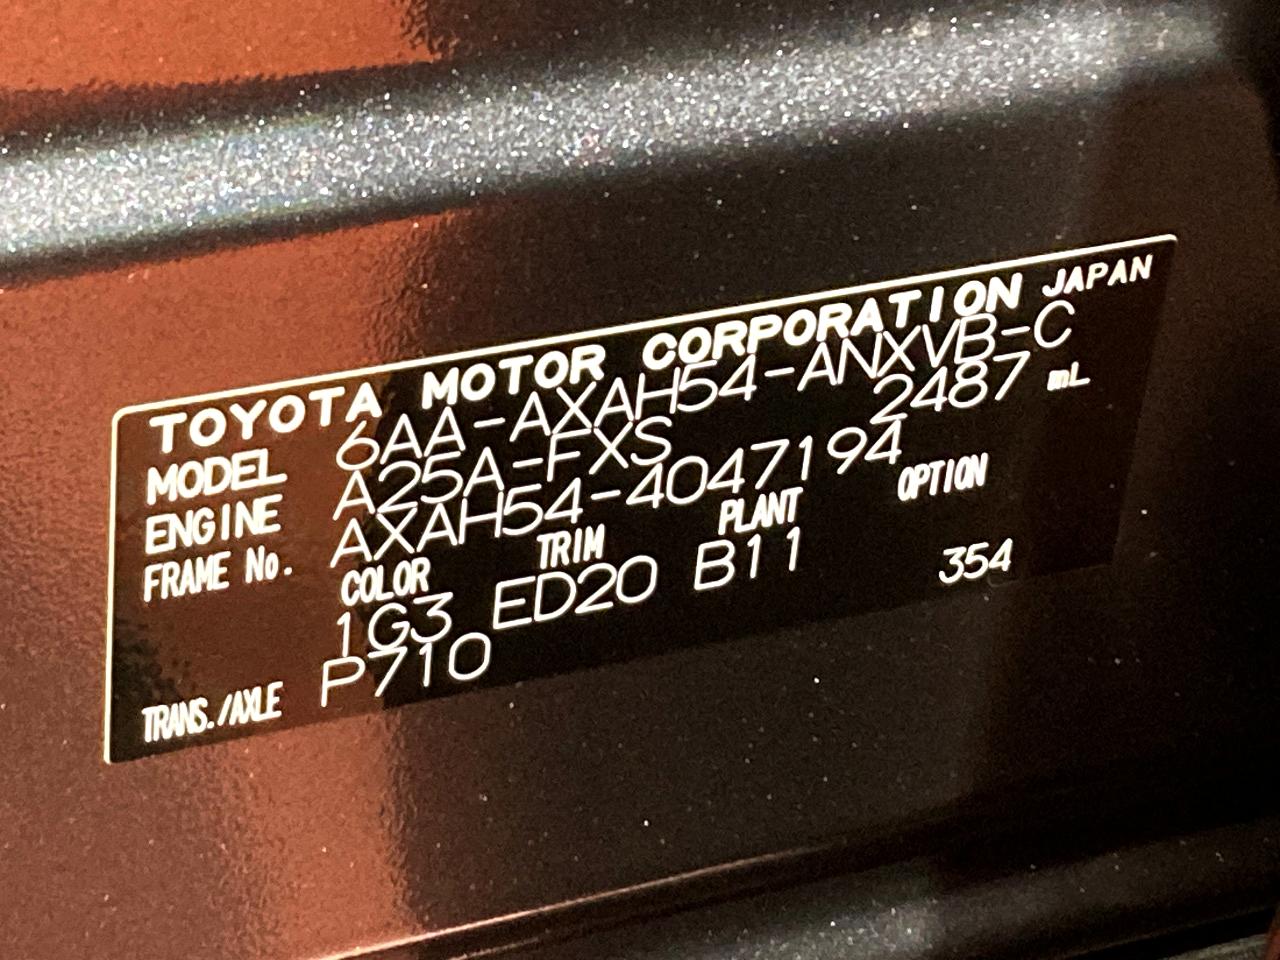 TOYOTA MOTOR CORPORATION JAPAN
MODEL 6AA-AXAH54-ANXVB-C
ENGINE A25A-FXS 2487 mL
FRAME No. AXAH54-4047194
COLOR TRIM PLANT OPTION
1G3 ED20 B11 354
TRANS./AXLE P710